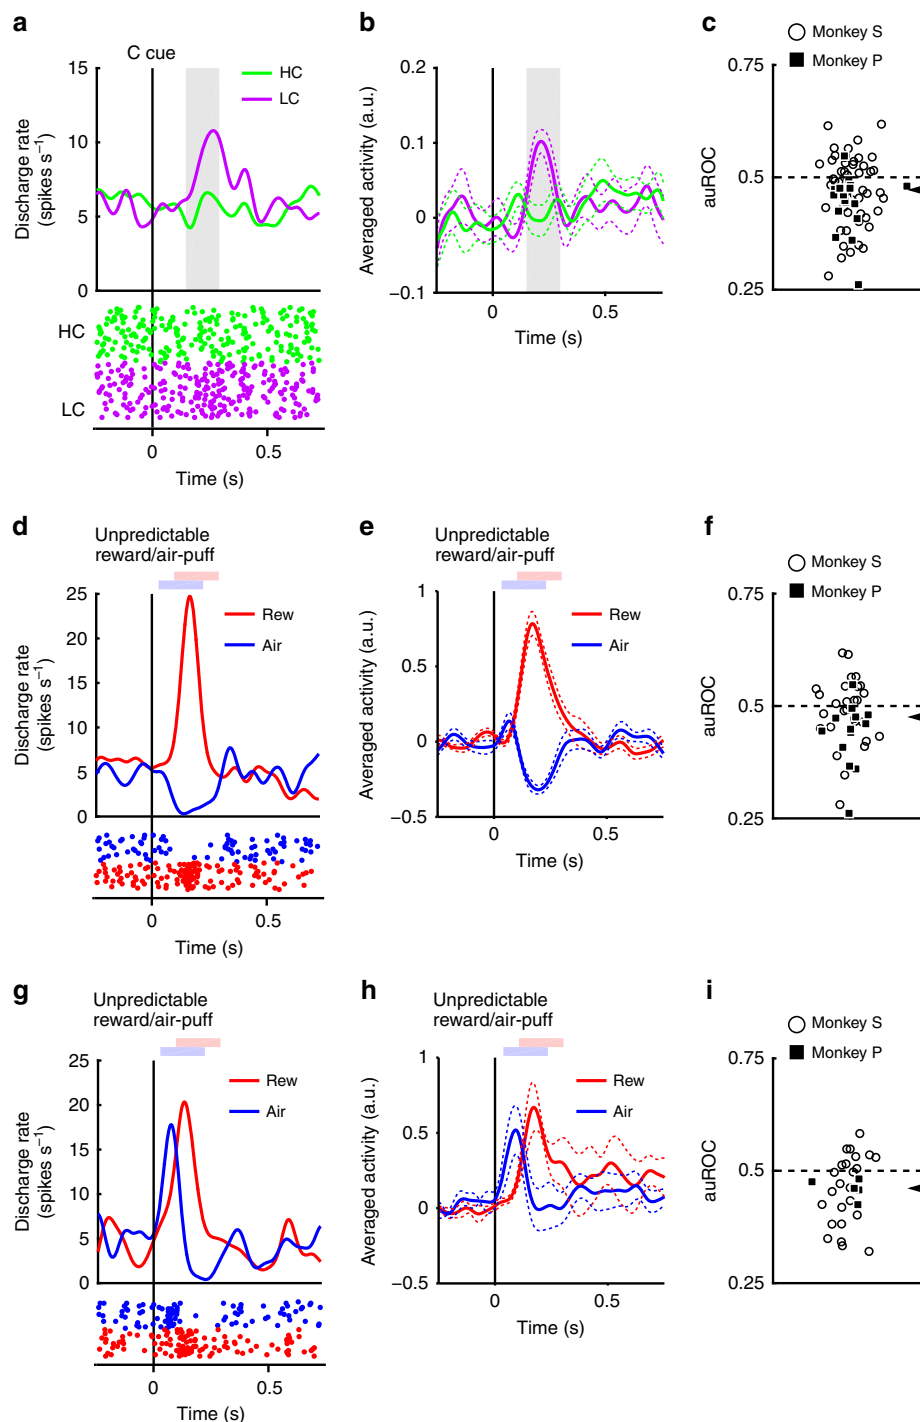 a
C cue
15
10
5
0
Discharge rate
(spikes s⁻¹)
HC
LC
HC
LC
0
0.5
Time (s)
b
0.2
0.1
0
−0.1
Averaged activity (a.u.)
0
0.5
Time (s)
c
Monkey S
Monkey P
0.75
0.5
0.25
auROC
d
Unpredictable
reward/air-puff
25
20
15
10
5
0
Discharge rate
(spikes s⁻¹)
Rew
Air
0
0.5
Time (s)
e
Unpredictable
reward/air-puff
1
0.5
0
−0.5
Averaged activity (a.u.)
Rew
Air
0
0.5
Time (s)
f
Monkey S
Monkey P
0.75
0.5
0.25
auROC
g
Unpredictable
reward/air-puff
25
20
15
10
5
0
Discharge rate
(spikes s⁻¹)
Rew
Air
0
0.5
Time (s)
h
Unpredictable
reward/air-puff
1
0.5
0
−0.5
Averaged activity (a.u.)
Rew
Air
0
0.5
Time (s)
i
Monkey S
Monkey P
0.75
0.5
0.25
auROC